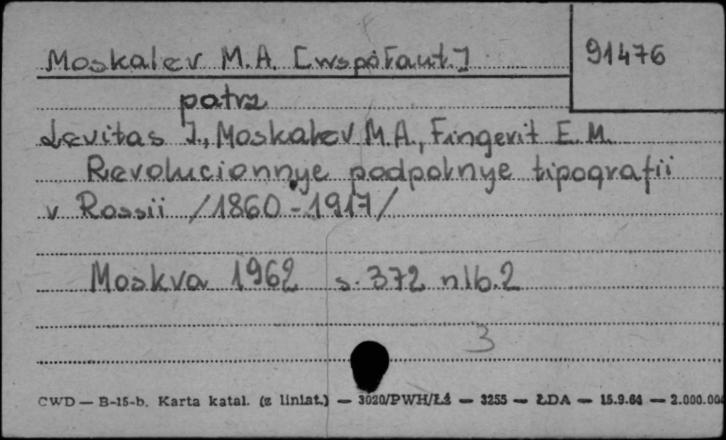 Moskalev M.A. [współaut.]
91476
patrz
Levitas I., Moskalev M.A., Fingerit E.M.
Revolucionnye podpolnye tipografii
v Rossii /1860-1917/
Moskva 1962 s. 372 nlb. 2
3
CWD — B-15-b. Karta katal. (z liniat.) — 3020/PWH/Łś — 3255 — ŁDA — 15.9.64 — 2.000.000